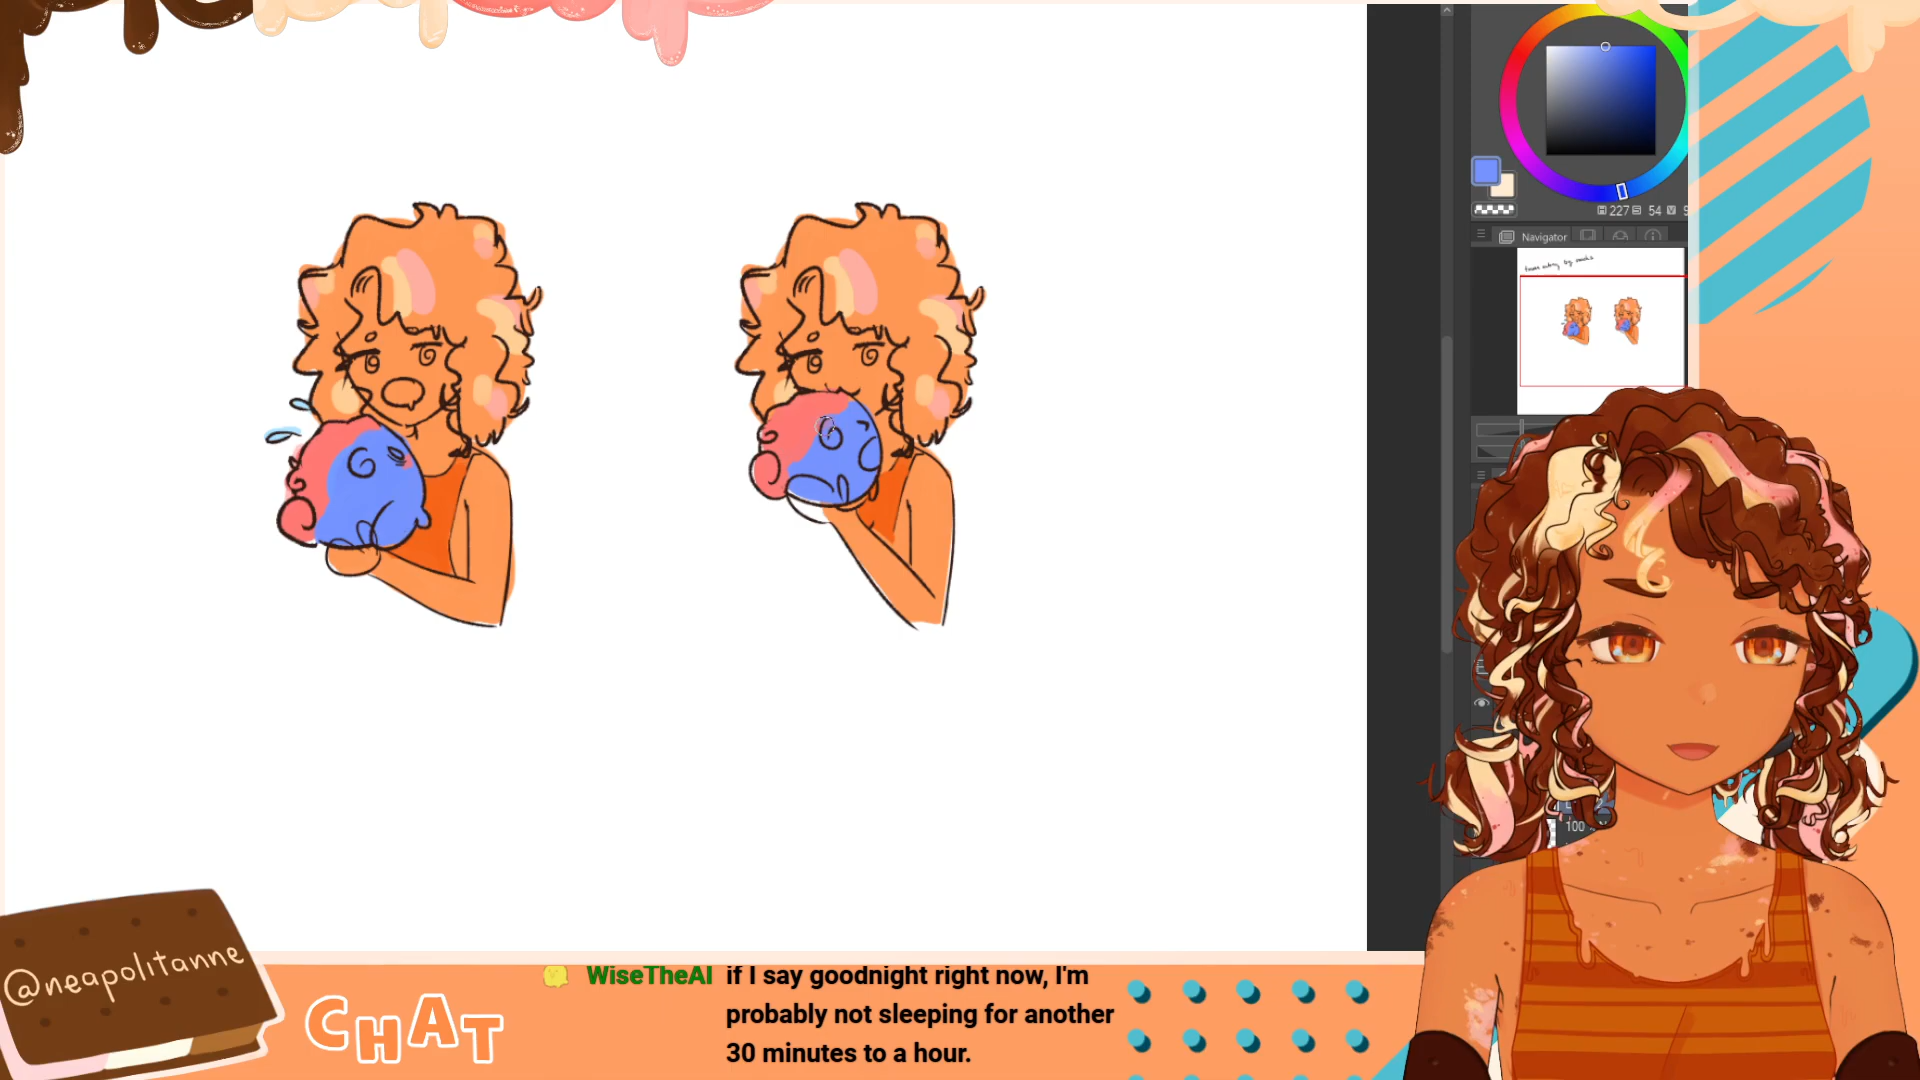 227 54 9
Navigator
100
@neapolitanne
CHAT
WiseTheAI if I say goodnight right now, I'm
probably not sleeping for another
30 minutes to a hour.